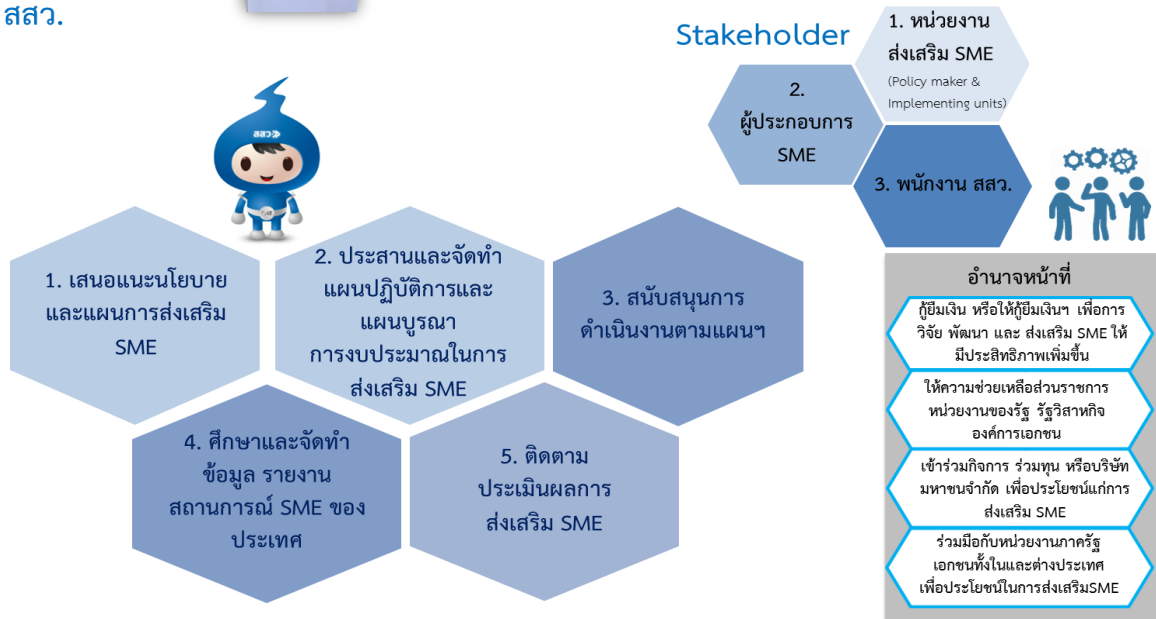 สสว.
Stakeholder
1. หน่วยงาน
ส่งเสริม SME
(Policy maker &
Implementing units)
2.
ผู้ประกอบการ
SME
3. พนักงาน สสว.
สสว
1. เสนอแนะนโยบาย
และแผนการส่งเสริม
SME
2. ประสานและจัดทำ
แผนปฏิบัติการและ
แผนบูรณา
การงบประมาณในการ
ส่งเสริม SME
3. สนับสนุนการ
ดำเนินงานตามแผนฯ
4. ศึกษาและจัดทำ
ข้อมูล รายงาน
สถานการณ์ SME ของ
ประเทศ
5. ติดตาม
ประเมินผลการ
ส่งเสริม SME
อำนาจหน้าที่
กู้ยืมเงิน หรือให้กู้ยืมเงินฯ เพื่อการ
วิจัย พัฒนา และ ส่งเสริม SME ให้
มีประสิทธิภาพเพิ่มขึ้น
ให้ความช่วยเหลือส่วนราชการ
หน่วยงานของรัฐ รัฐวิสาหกิจ
องค์การเอกชน
เข้าร่วมกิจการ ร่วมทุน หรือบริษัท
มหาชนจำกัด เพื่อประโยชน์แก่การ
ส่งเสริม SME
ร่วมมือกับหน่วยงานภาครัฐ
เอกชนทั้งในและต่างประเทศ
เพื่อประโยชน์ในการส่งเสริมSME